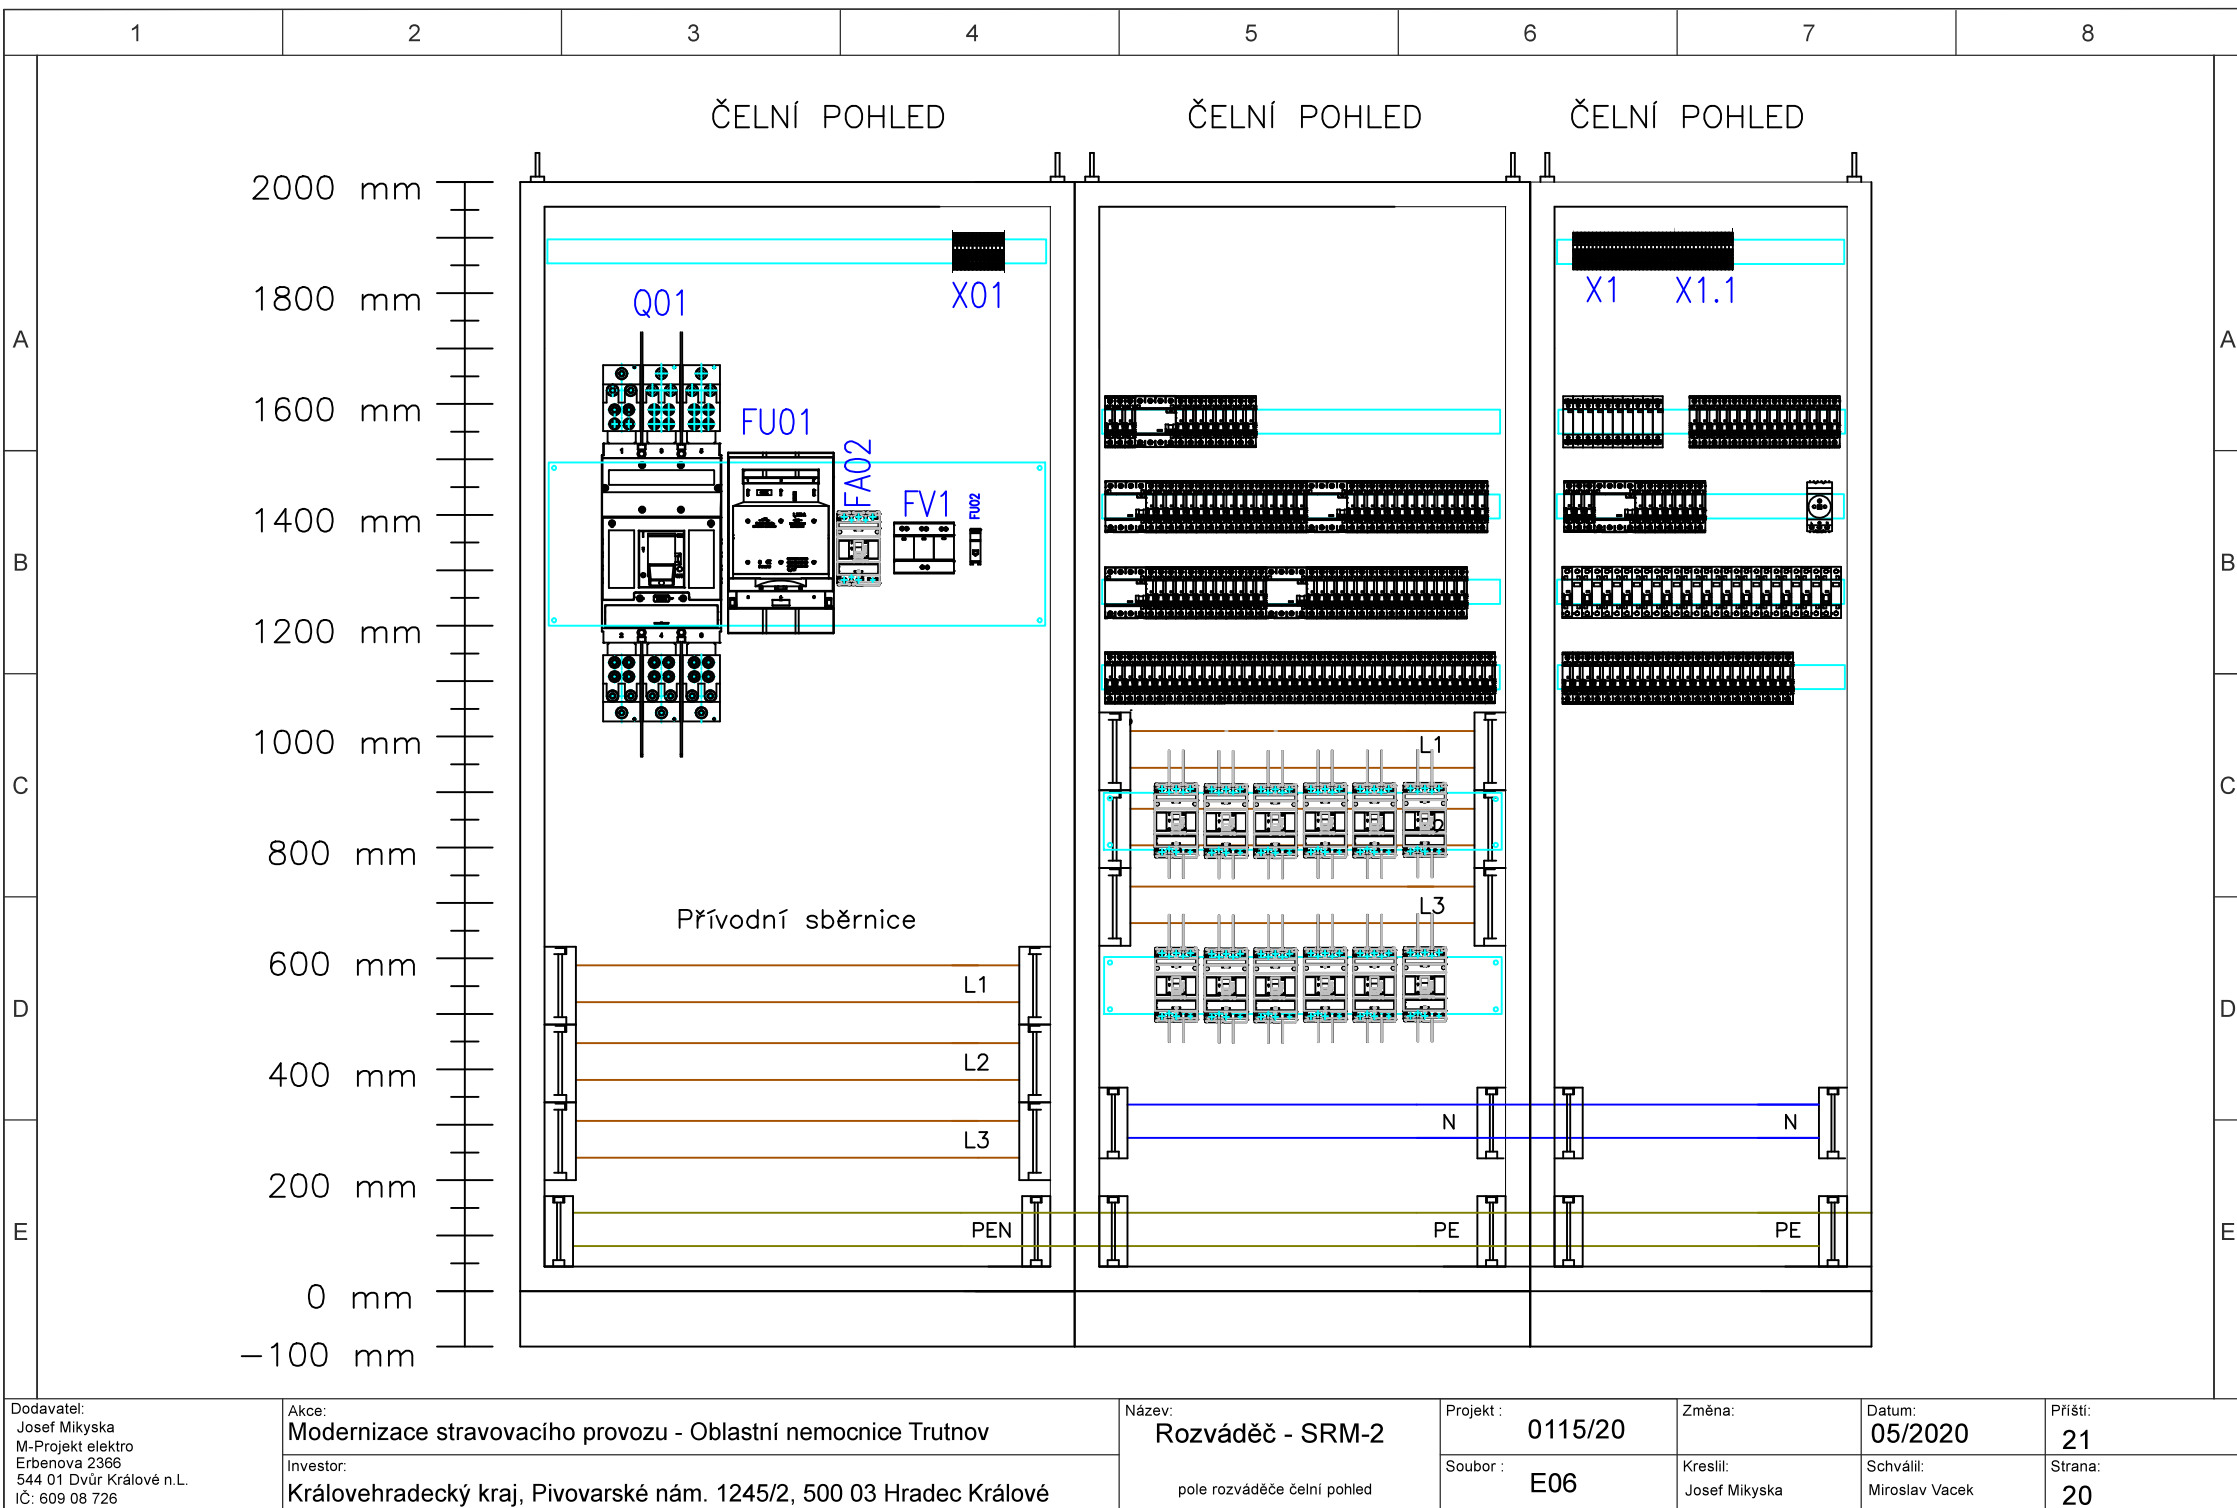 1 2 3 4 5 6 7 8
ČELNÍ POHLED ČELNÍ POHLED ČELNÍ POHLED
2000 mm
1800 mm
Q01 X01 X1 X1.1
A A
1600 mm
FU01
FA02
FV1
FU02
1400 mm
B B
1200 mm
1000 mm
L1
C C
800 mm
Přívodní sběrnice
L3
600 mm
L1
D D
400 mm
L2
N N
L3
200 mm
PEN PE PE
E E
0 mm
-100 mm
Dodavatel:
Josef Mikyska
M-Projekt elektro
Erbenova 2366
544 01 Dvůr Králové n.L.
IČ: 609 08 726
Akce:
Modernizace stravovacího provozu - Oblastní nemocnice Trutnov
Investor:
Královehradecký kraj, Pivovarské nám. 1245/2, 500 03 Hradec Králové
Název:
Rozváděč - SRM-2
pole rozváděče čelní pohled
Projekt :
0115/20
Soubor :
E06
Změna:
Kreslil:
Josef Mikyska
Datum:
05/2020
Schválil:
Miroslav Vacek
Příští:
21
Strana:
20